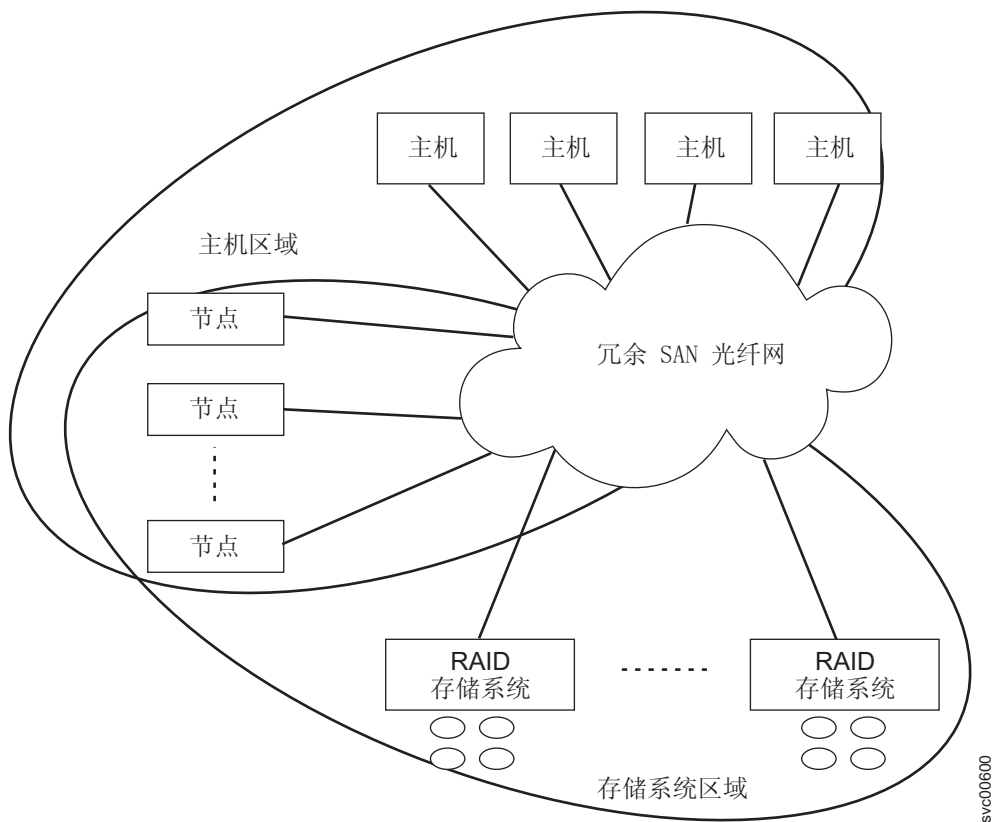 主机
主机
主机
主机
主机区域
节点
冗余 SAN 光纤网
节点
节点
RAID
存储系统
RAID
存储系统
存储系统区域
svc00600